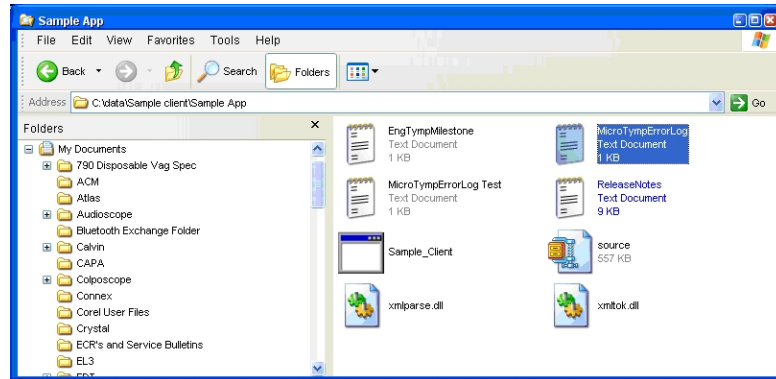 Sample App
File Edit View Favorites Tools Help
Back Search Folders
Address C:\data\Sample client\Sample App Go
Folders
My Documents
790 Disposable Vag Spec
ACM
Atlas
Audioscope
Bluetooth Exchange Folder
Calvin
CAPA
Colposcope
Connex
Corel User Files
Crystal
ECR's and Service Bulletins
EL3
EngTympMilestone
Text Document
1 KB
MicroTympErrorLog
Text Document
1 KB
MicroTympErrorLog Test
Text Document
1 KB
ReleaseNotes
Text Document
9 KB
Sample_Client
source
557 KB
xmlparse.dll
xmltok.dll